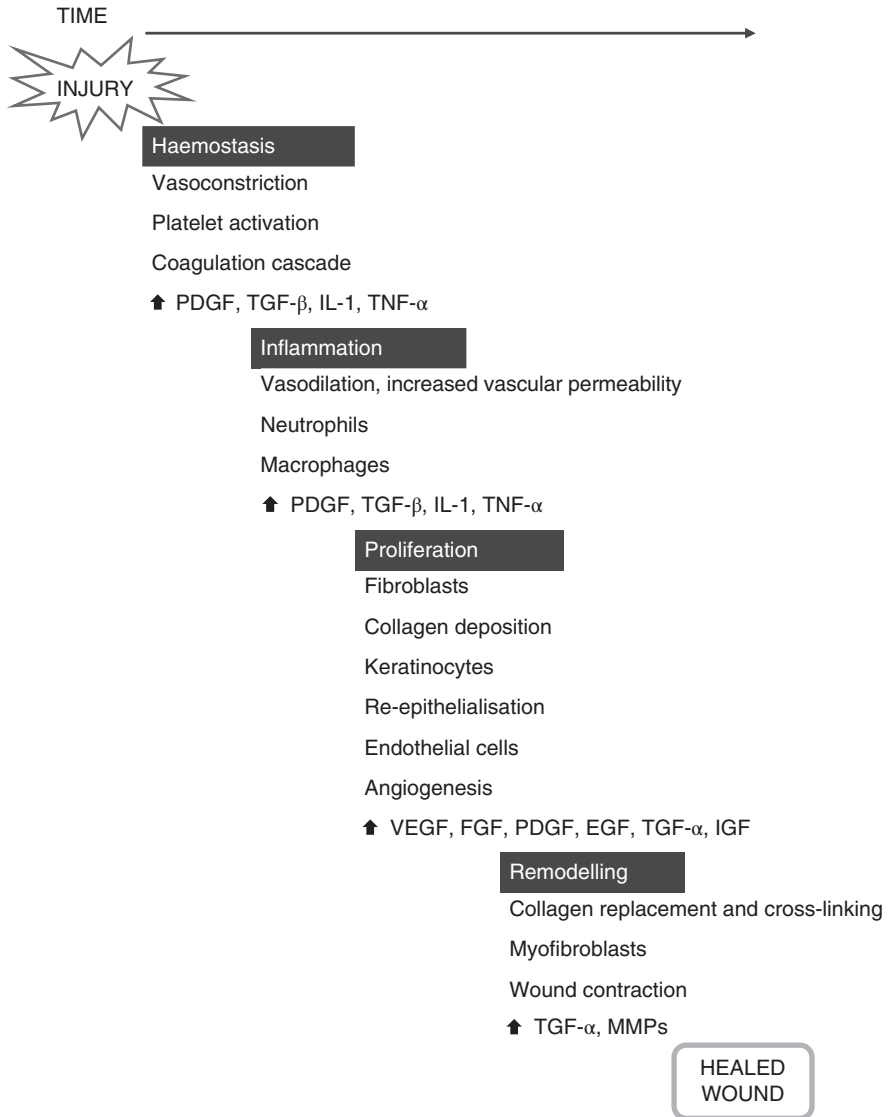 TIME
INJURY
Haemostasis
Vasoconstriction
Platelet activation
Coagulation cascade
⬆ PDGF, TGF-β, IL-1, TNF-α
Inflammation
Vasodilation, increased vascular permeability
Neutrophils
Macrophages
⬆ PDGF, TGF-β, IL-1, TNF-α
Proliferation
Fibroblasts
Collagen deposition
Keratinocytes
Re-epithelialisation
Endothelial cells
Angiogenesis
⬆ VEGF, FGF, PDGF, EGF, TGF-α, IGF
Remodelling
Collagen replacement and cross-linking
Myofibroblasts
Wound contraction
⬆ TGF-α, MMPs
HEALED
WOUND